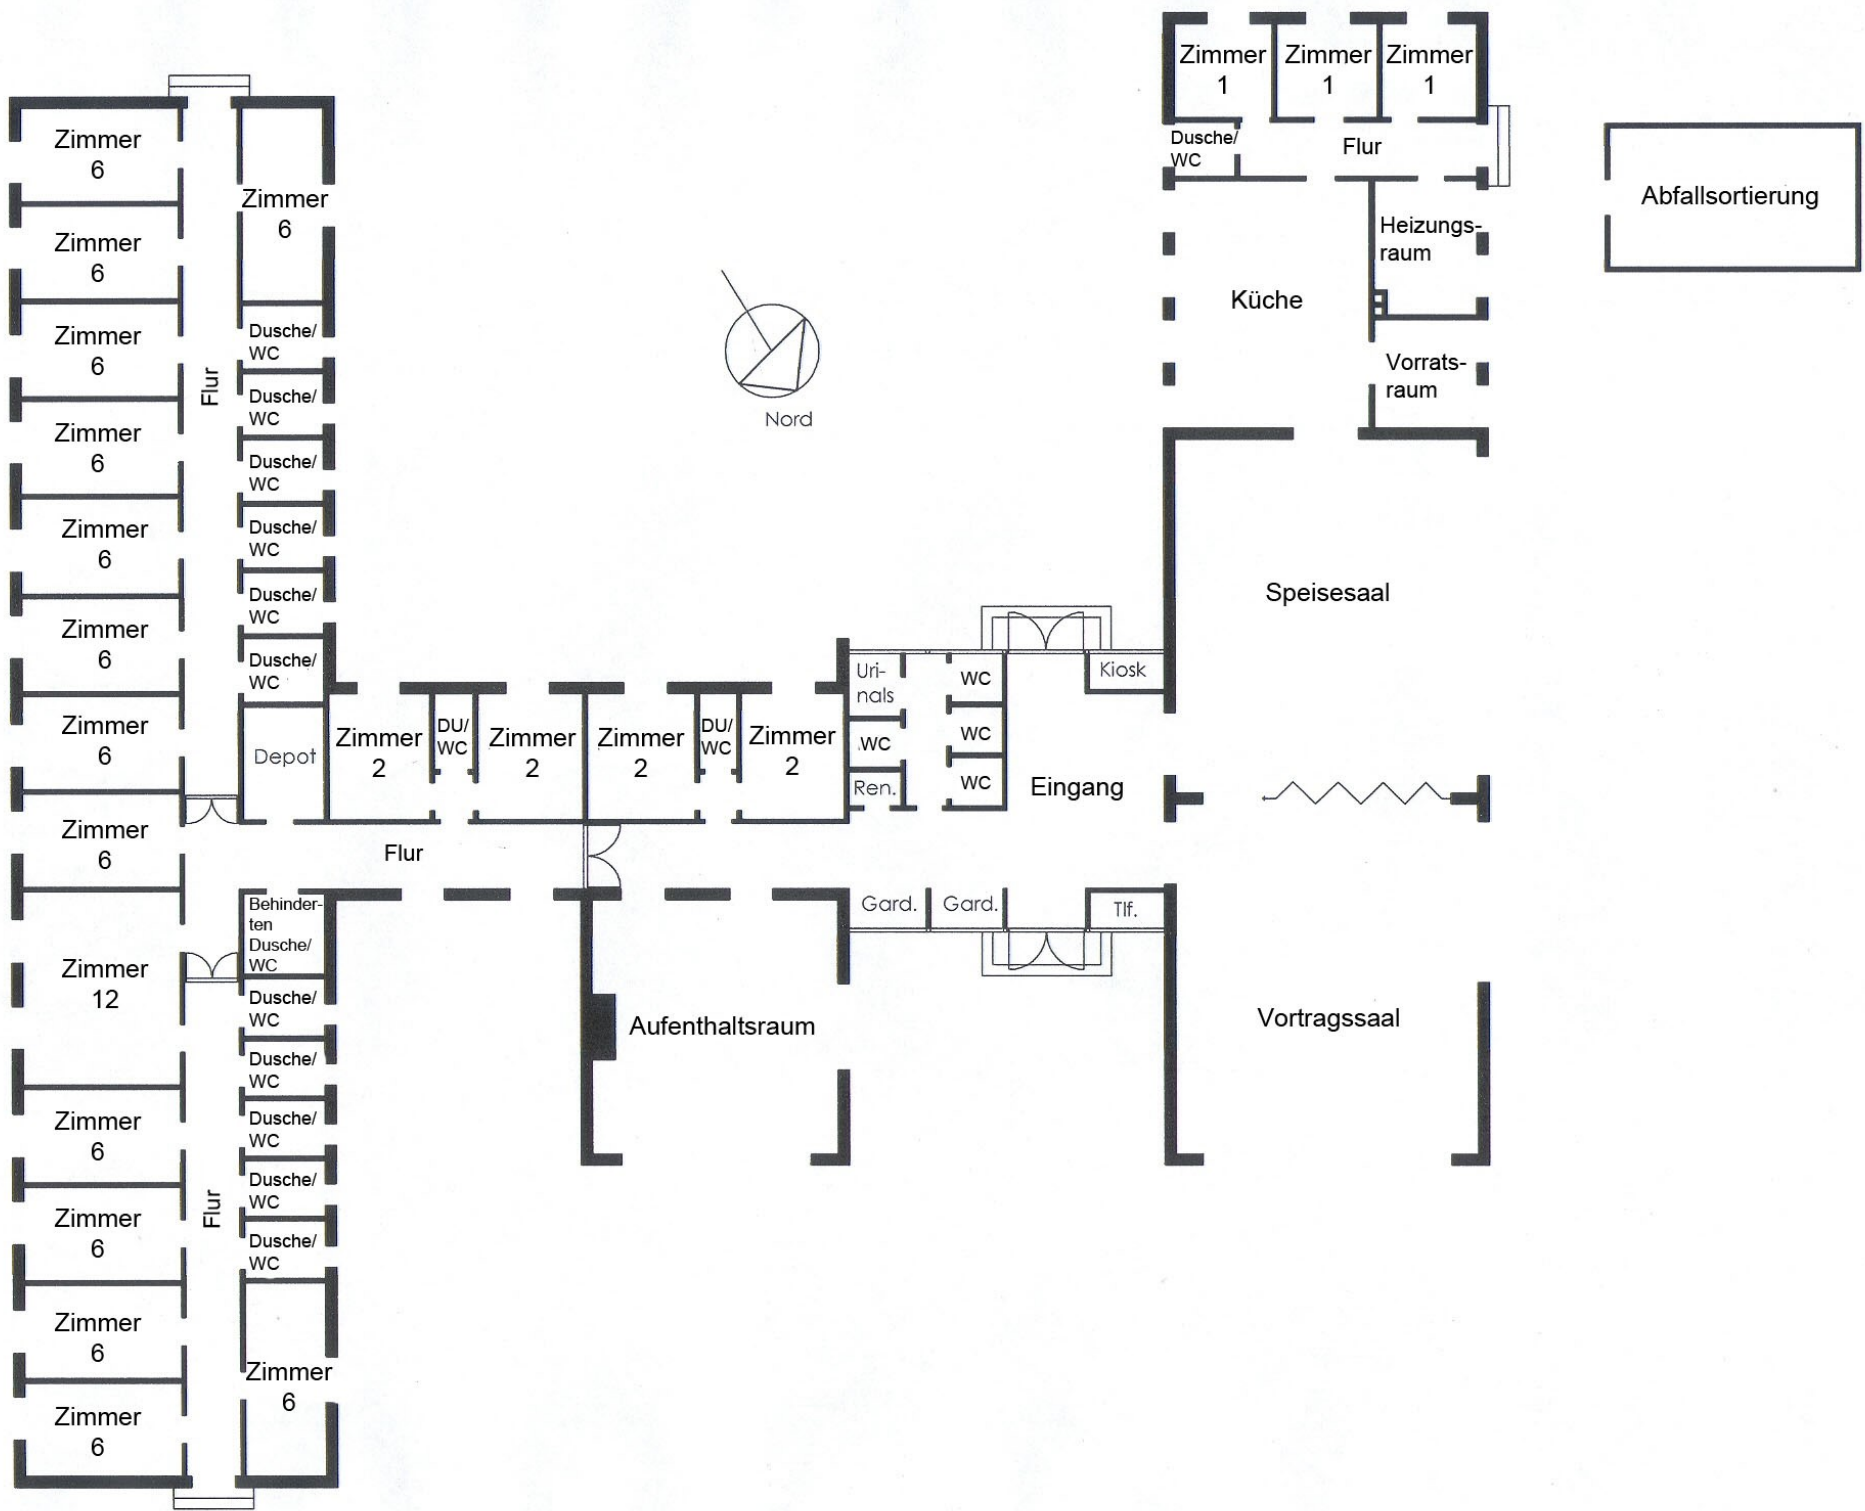 Zimmer
1
Zimmer
1
Zimmer
1
Dusche/
WC
Flur
Abfallsortierung
Heizungs-
raum
Küche
Vorrats-
raum
Speisesaal
Nord
Zimmer
6
Zimmer
6
Zimmer
6
Zimmer
6
Zimmer
6
Zimmer
6
Zimmer
6
Zimmer
6
Zimmer
12
Zimmer
6
Zimmer
6
Zimmer
6
Zimmer
6
Flur
Flur
Zimmer
6
Dusche/
WC
Dusche/
WC
Dusche/
WC
Dusche/
WC
Dusche/
WC
Dusche/
WC
Depot
Zimmer
2
DU/
WC
Zimmer
2
Zimmer
2
DU/
WC
Zimmer
2
Uri-
nals
WC
Ren.
WC
WC
WC
Kiosk
Eingang
Flur
Behinder-
ten
Dusche/
WC
Dusche/
WC
Dusche/
WC
Dusche/
WC
Dusche/
WC
Dusche/
WC
Zimmer
6
Gard.
Gard.
Tlf.
Aufenthaltsraum
Vortragssaal